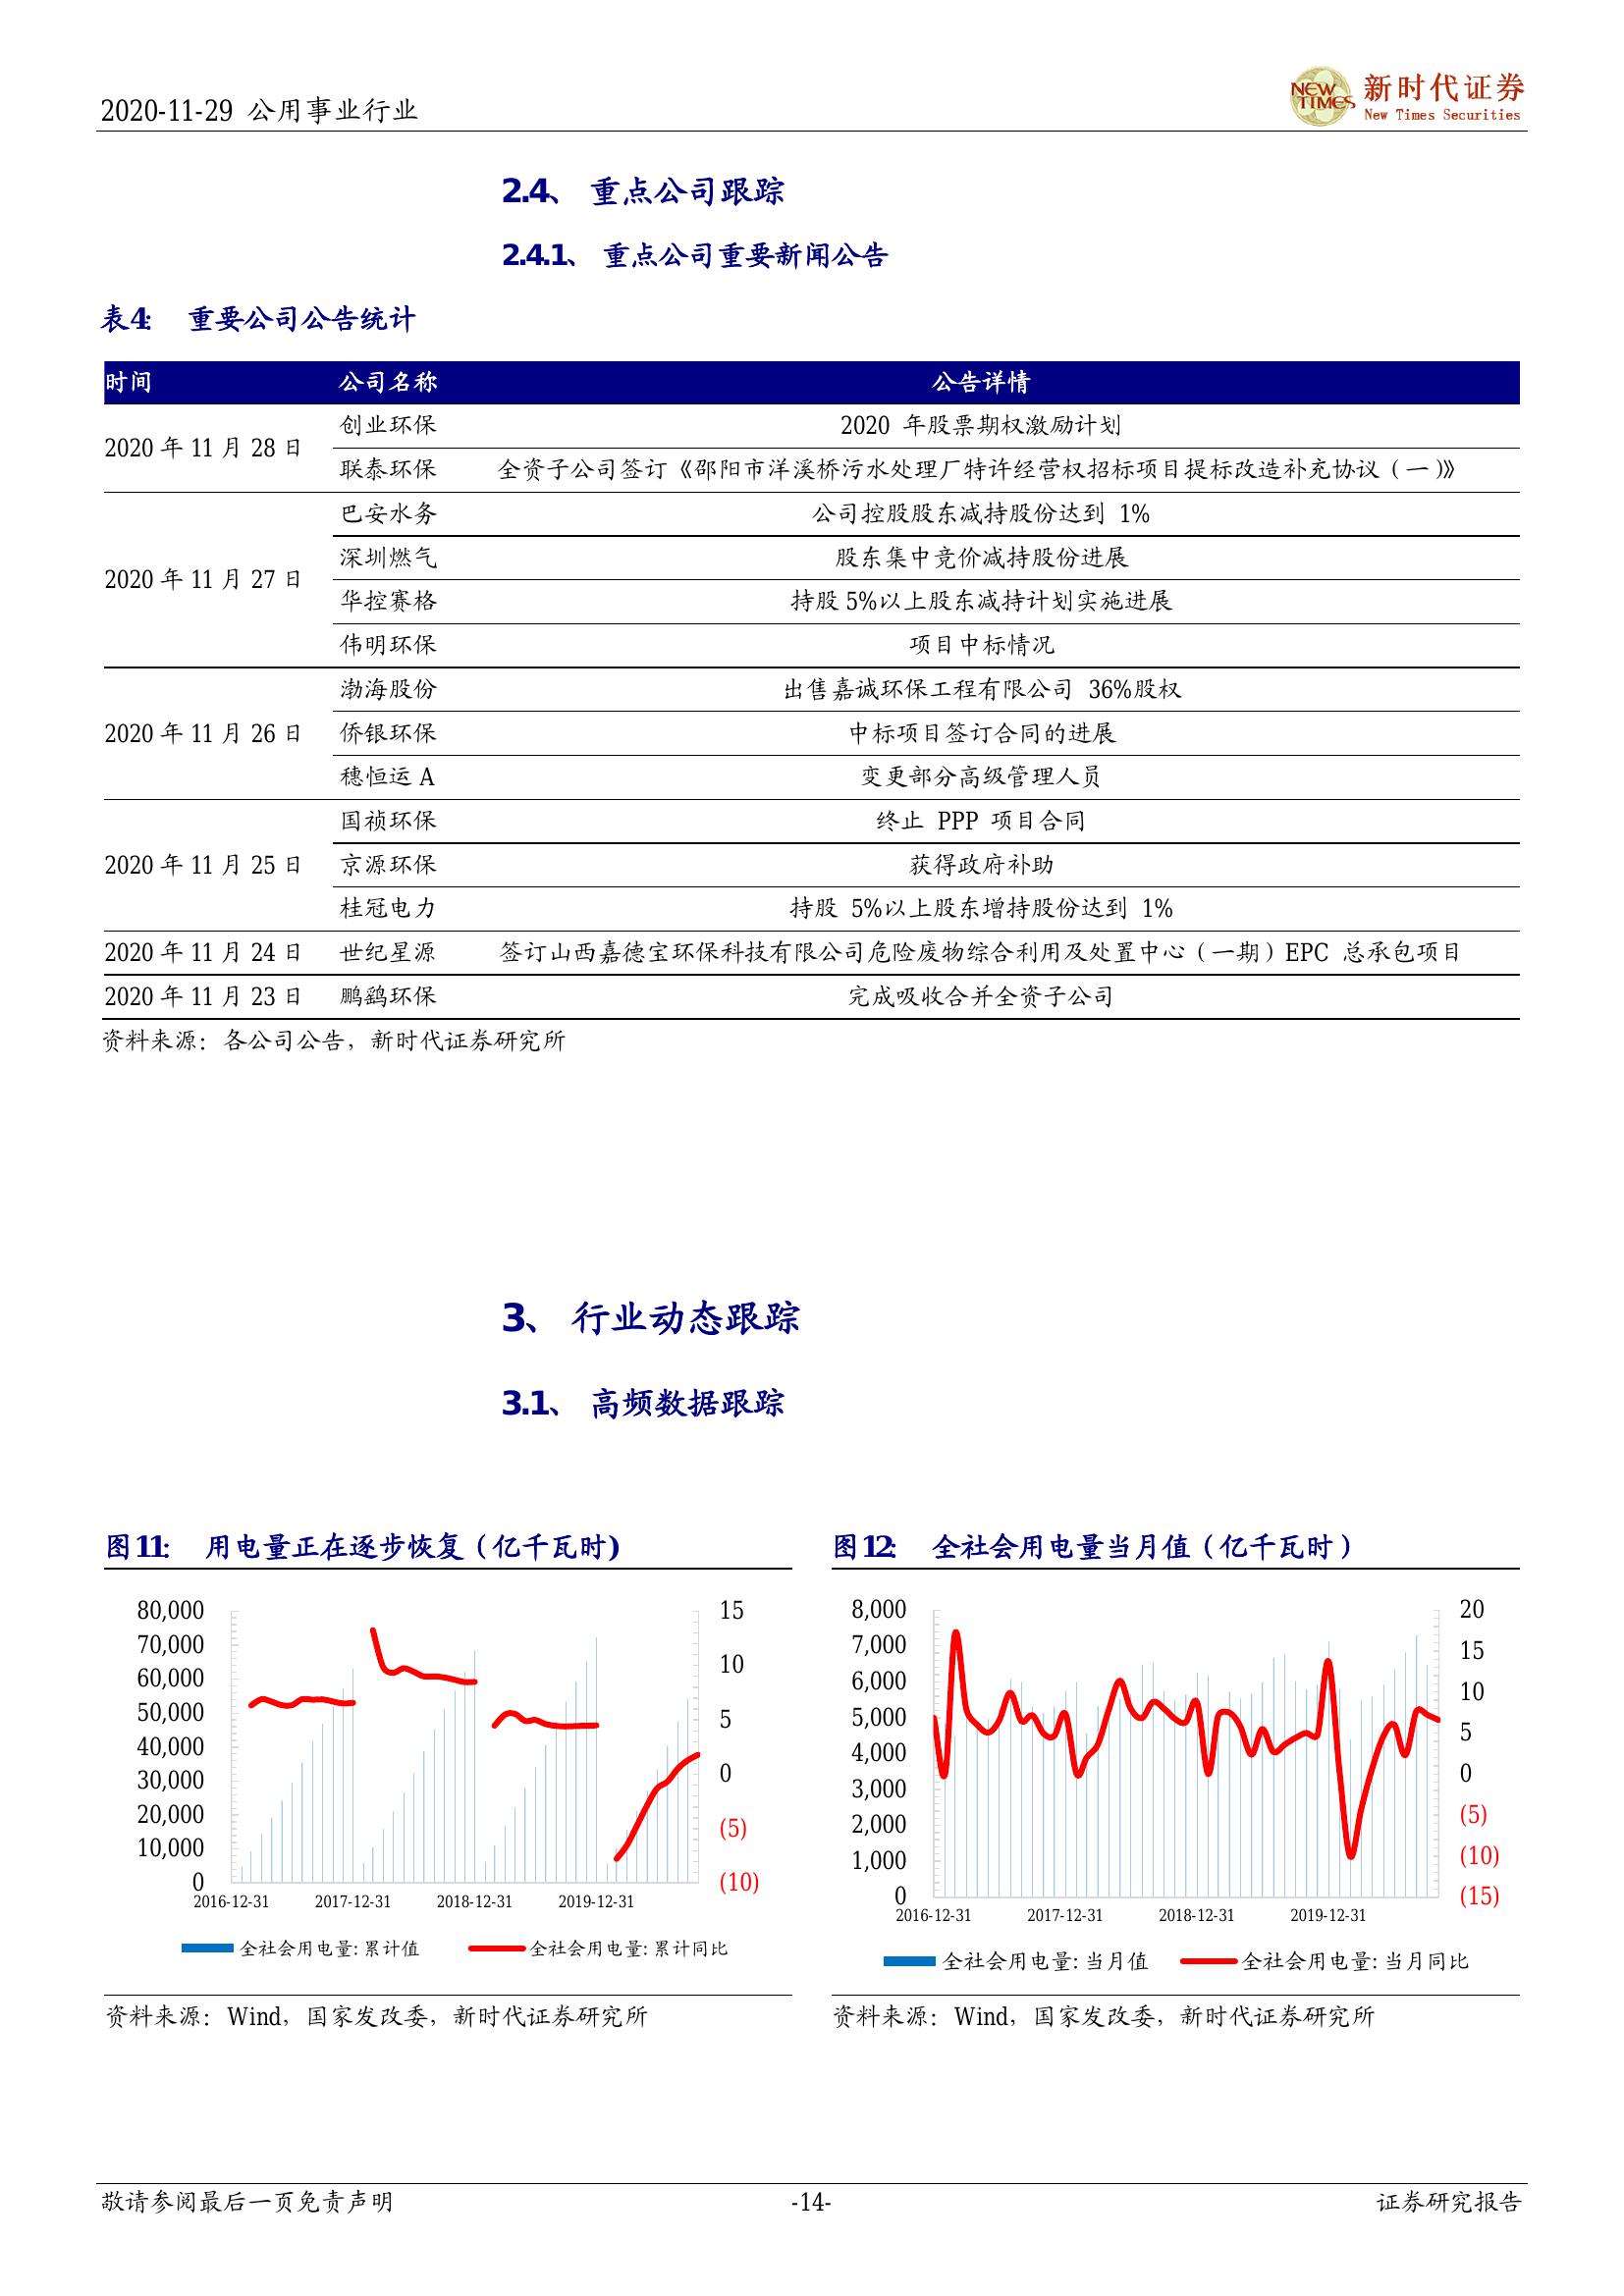 2020-11-29 公用事业行业
NEW TIMES 新时代证券
New Times Securities
2.4、 重点公司跟踪
2.4.1、 重点公司重要新闻公告
表4: 重要公司公告统计
时间 公司名称 公告详情
2020 年 11 月 28 日 创业环保 2020 年股票期权激励计划
联泰环保 全资子公司签订《邵阳市洋溪桥污水处理厂特许经营权招标项目提标改造补充协议（一）》
2020 年 11 月 27 日 巴安水务 公司控股股东减持股份达到 1%
深圳燃气 股东集中竞价减持股份进展
华控赛格 持股 5%以上股东减持计划实施进展
伟明环保 项目中标情况
2020 年 11 月 26 日 渤海股份 出售嘉诚环保工程有限公司 36%股权
侨银环保 中标项目签订合同的进展
穗恒运 A 变更部分高级管理人员
2020 年 11 月 25 日 国祯环保 终止 PPP 项目合同
京源环保 获得政府补助
桂冠电力 持股 5%以上股东增持股份达到 1%
2020 年 11 月 24 日 世纪星源 签订山西嘉德宝环保科技有限公司危险废物综合利用及处置中心（一期）EPC 总承包项目
2020 年 11 月 23 日 鹏鹞环保 完成吸收合并全资子公司
资料来源：各公司公告，新时代证券研究所
3、 行业动态跟踪
3.1、 高频数据跟踪
图11: 用电量正在逐步恢复（亿千瓦时)
80,000 15
70,000
60,000 10
50,000 5
40,000
30,000 0
20,000 (5)
10,000
0 (10)
2016-12-31 2017-12-31 2018-12-31 2019-12-31
全社会用电量:累计值 全社会用电量:累计同比
资料来源：Wind，国家发改委，新时代证券研究所
图12: 全社会用电量当月值（亿千瓦时）
8,000 20
7,000 15
6,000 10
5,000 5
4,000 0
3,000 (5)
2,000 (10)
1,000
0 (15)
2016-12-31 2017-12-31 2018-12-31 2019-12-31
全社会用电量:当月值 全社会用电量:当月同比
资料来源：Wind，国家发改委，新时代证券研究所
敬请参阅最后一页免责声明 -14- 证券研究报告